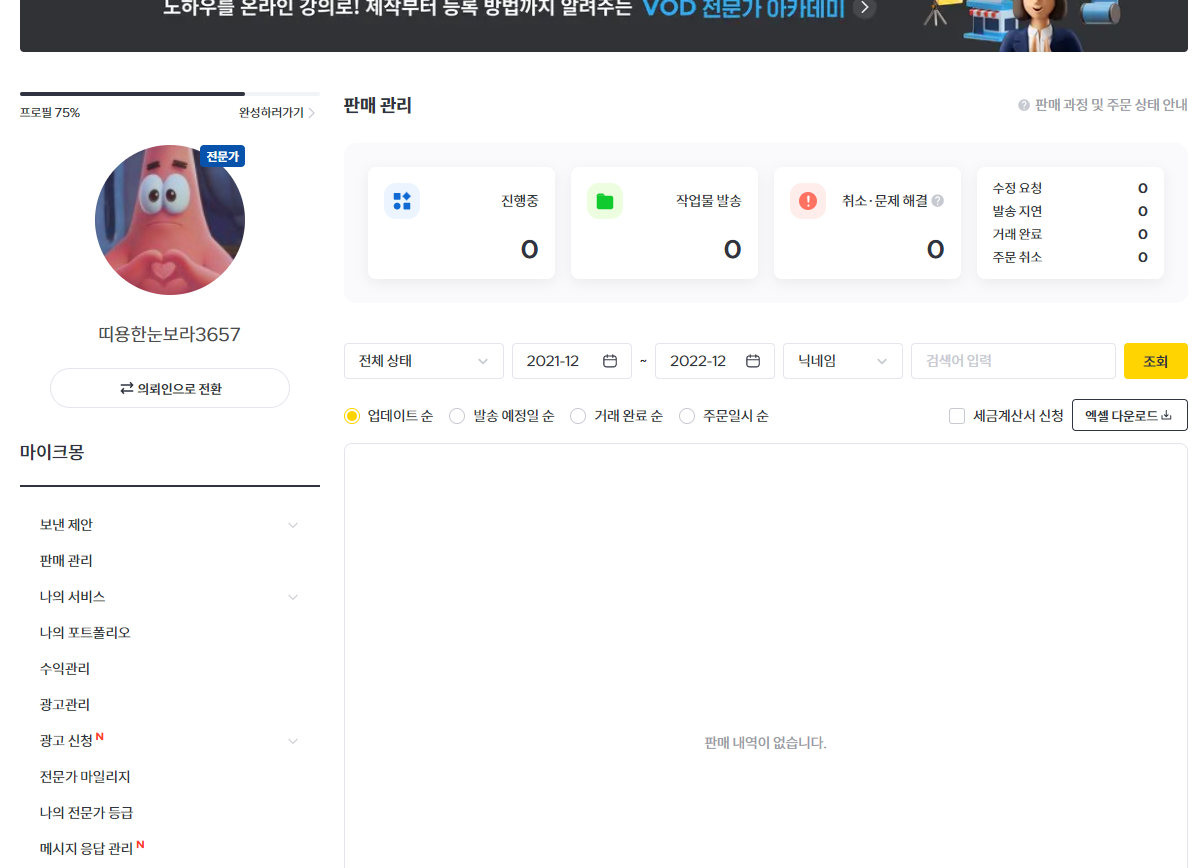 노하우를 온라인 강의로! 제작부터 등록 방법까지 알려주는 VOD 전문가 아카데미
프로필 75%
완성하러가기
전문가
띠용한눈보라3657
의뢰인으로 전환
마이크몽
보낸 제안
판매 관리
나의 서비스
나의 포트폴리오
수익관리
광고관리
광고 신청 N
전문가 마일리지
나의 전문가 등급
메시지 응답 관리 N
판매 관리
판매 과정 및 주문 상태 안내
진행중
0
작업물 발송
0
취소·문제 해결
0
수정 요청 0
발송 지연 0
거래 완료 0
주문 취소 0
전체 상태 2021-12 ~ 2022-12 닉네임 검색어 입력 조회
업데이트 순 발송 예정일 순 거래 완료 순 주문일시 순 세금계산서 신청 엑셀 다운로드
판매 내역이 없습니다.